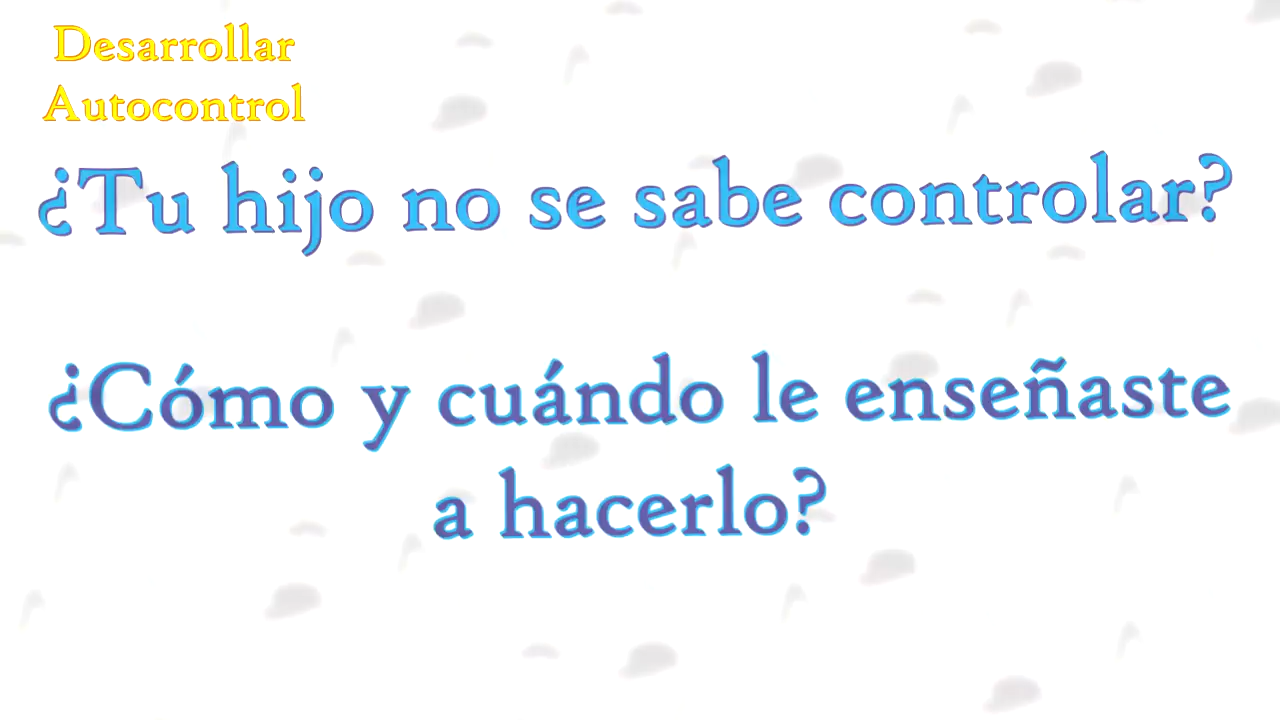 Desarrollar
Autocontrol
¿Tu hijo no se sabe controlar?
¿Cómo y cuándo le enseñaste
a hacerlo?